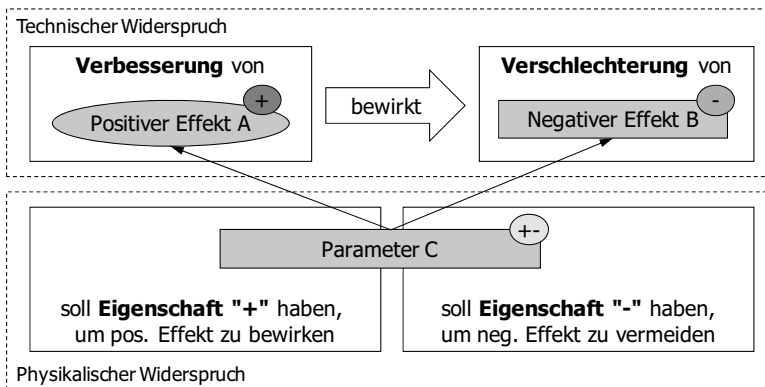 Technischer Widerspruch
Verbesserung von
+
Positiver Effekt A
bewirkt
Verschlechterung von
-
Negativer Effekt B
+-
Parameter C
soll Eigenschaft "+" haben,
um pos. Effekt zu bewirken
soll Eigenschaft "-" haben,
um neg. Effekt zu vermeiden
Physikalischer Widerspruch